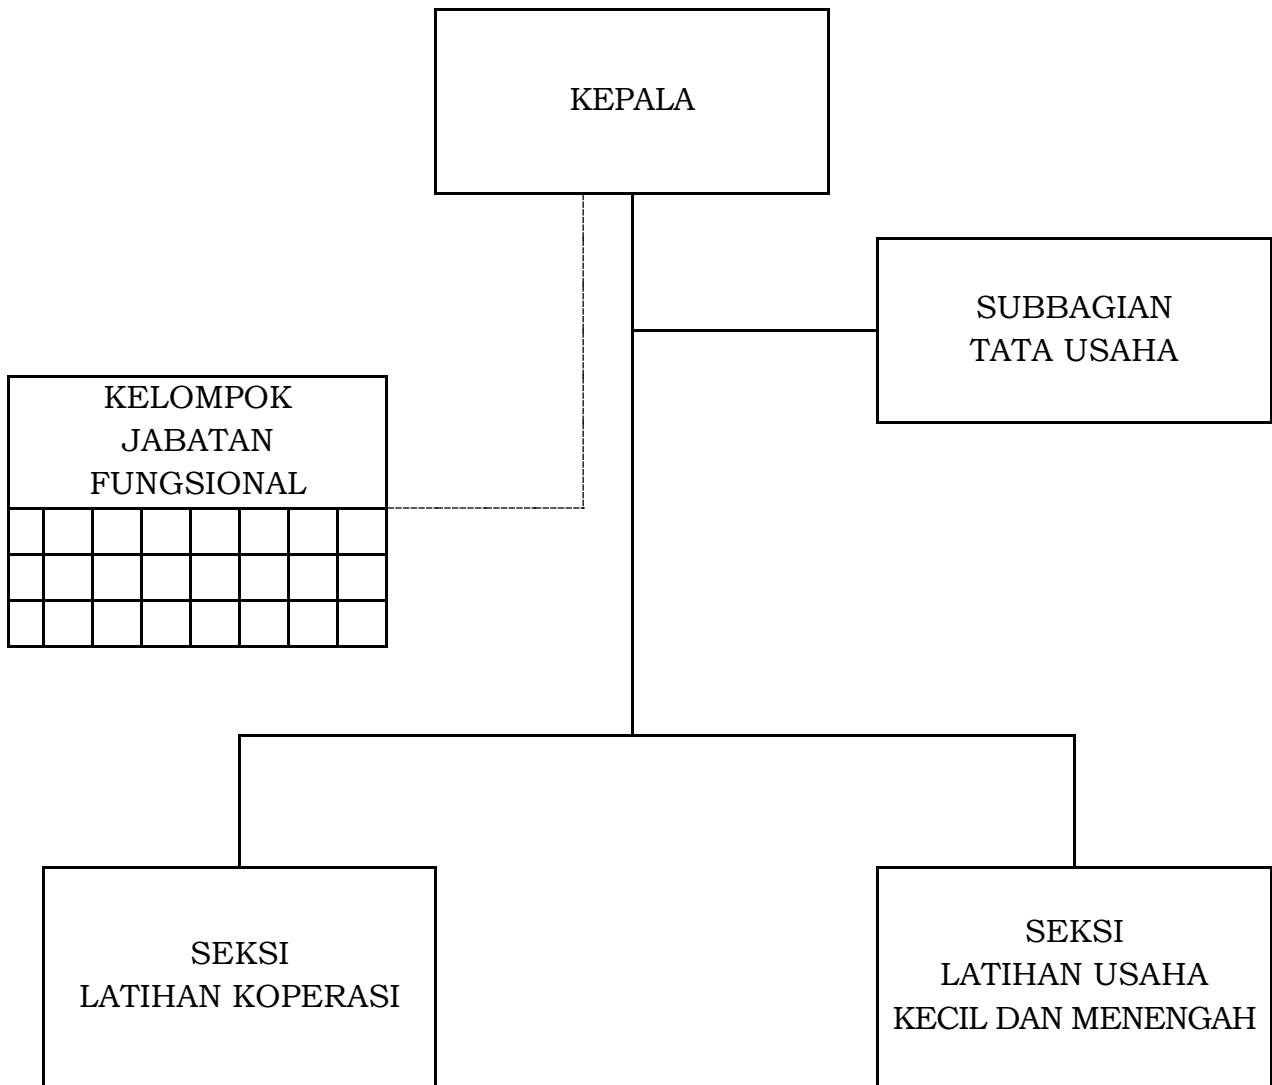 KEPALA
SUBBAGIAN
TATA USAHA
KELOMPOK
JABATAN
FUNGSIONAL
SEKSI
LATIHAN KOPERASI
SEKSI
LATIHAN USAHA
KECIL DAN MENENGAH